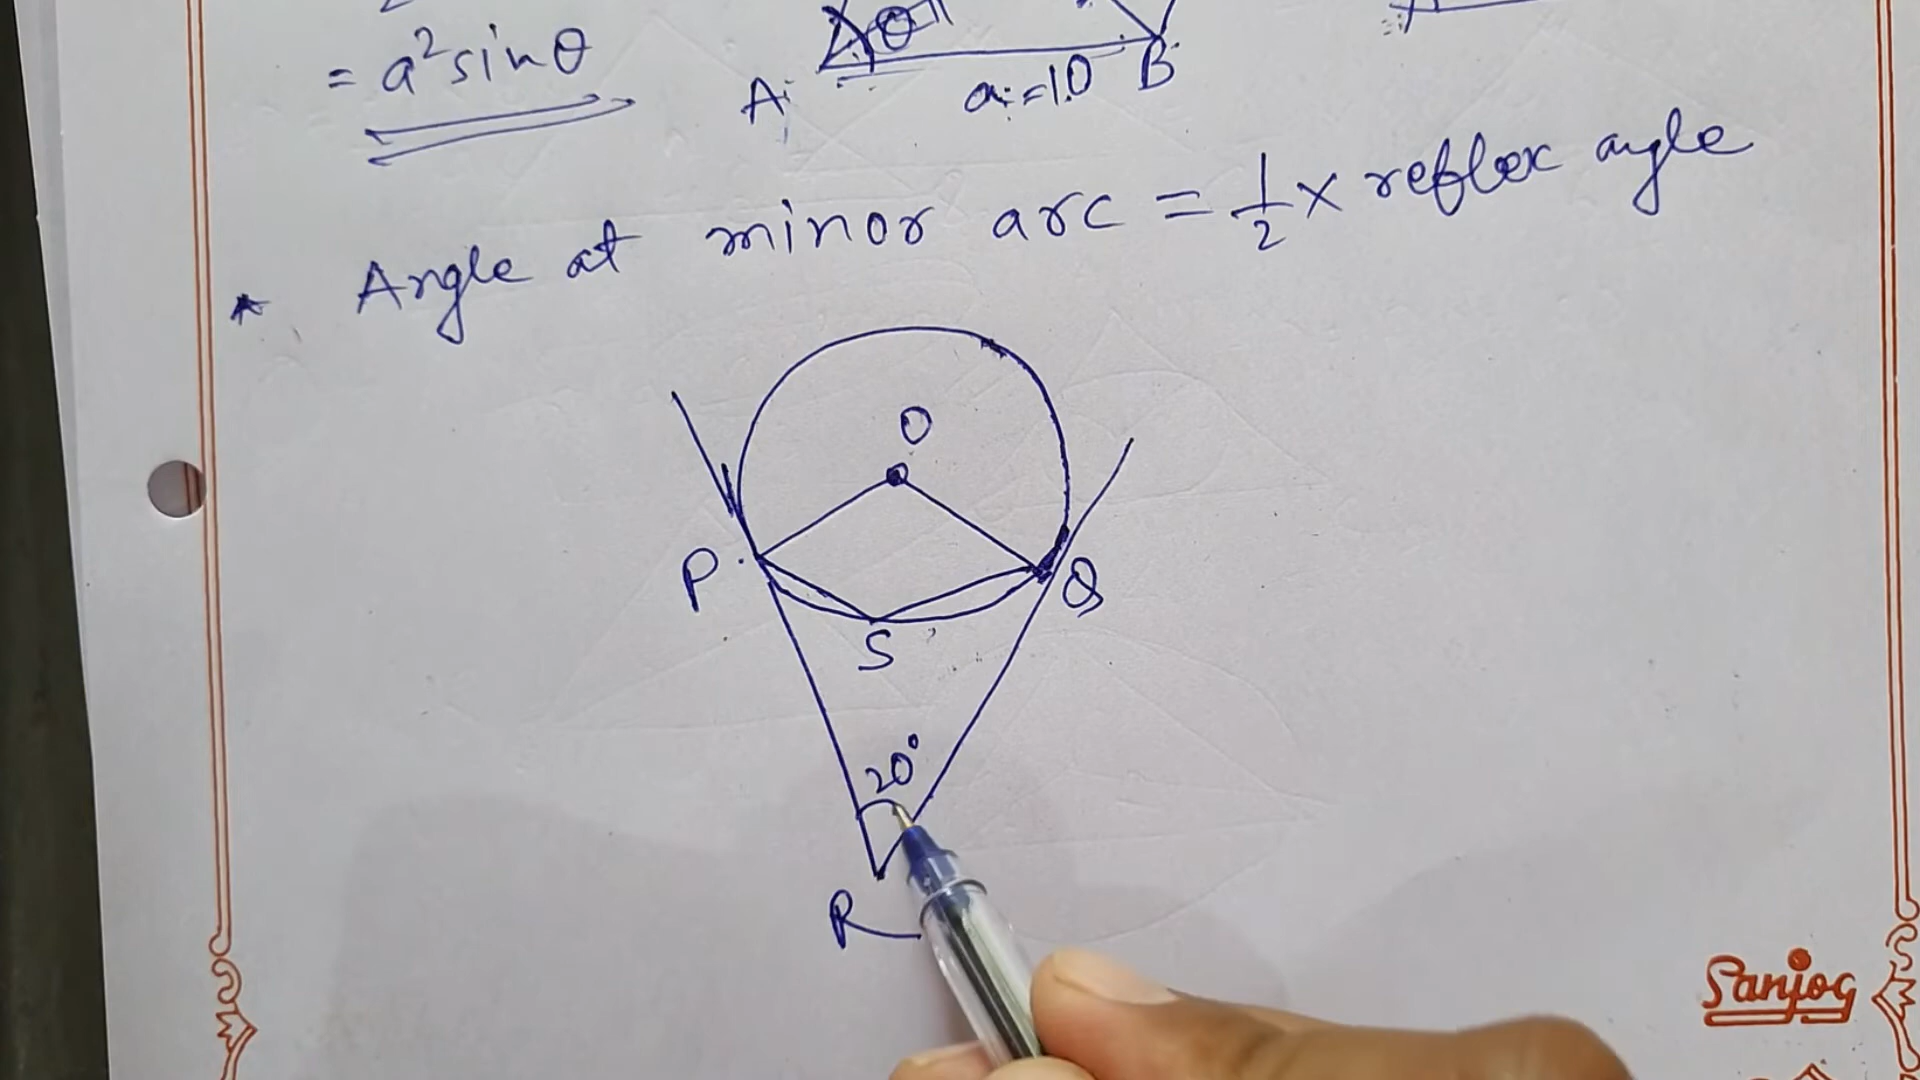 = a²sinθ
θ
A
a=10
B
* Angle at minor arc = 1/2 × reflex angle
O
P
Q
S
20°
R
Sanjog